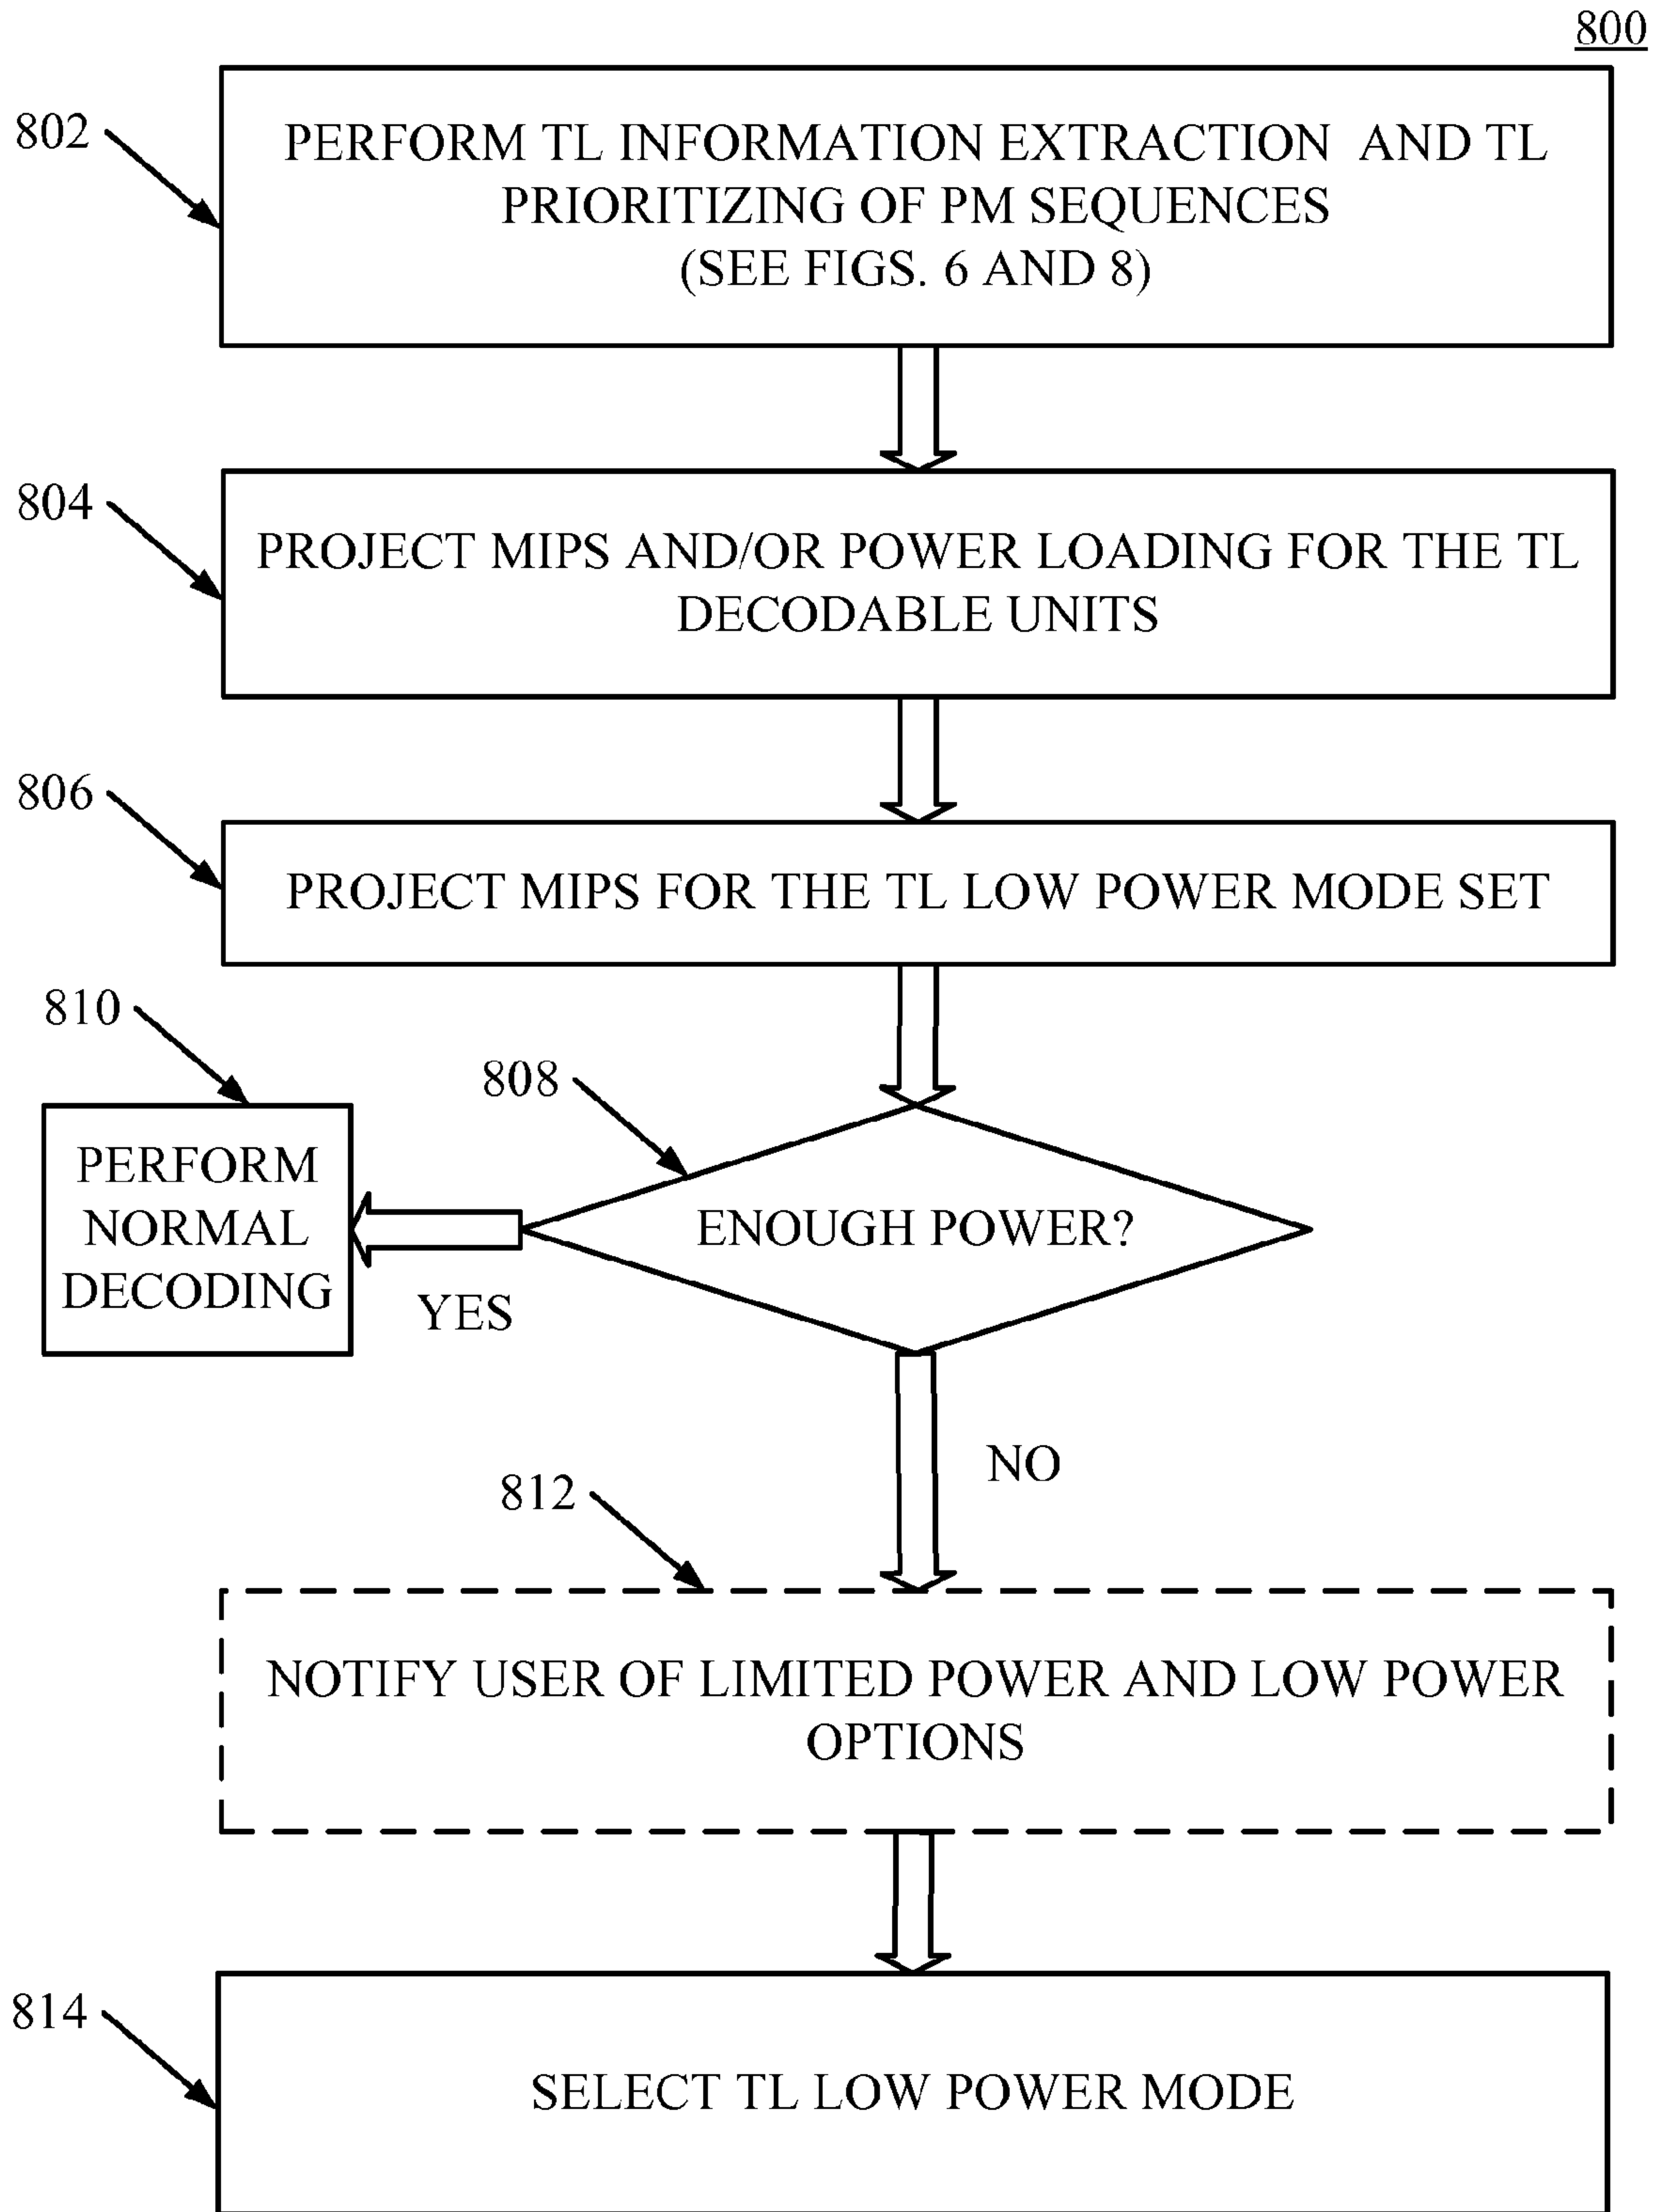 800
802
PERFORM TL INFORMATION EXTRACTION AND TL
PRIORITIZING OF PM SEQUENCES
(SEE FIGS. 6 AND 8)
804
PROJECT MIPS AND/OR POWER LOADING FOR THE TL
DECODABLE UNITS
806
PROJECT MIPS FOR THE TL LOW POWER MODE SET
810
808
PERFORM
NORMAL
DECODING
ENOUGH POWER?
YES
NO
812
NOTIFY USER OF LIMITED POWER AND LOW POWER
OPTIONS
814
SELECT TL LOW POWER MODE